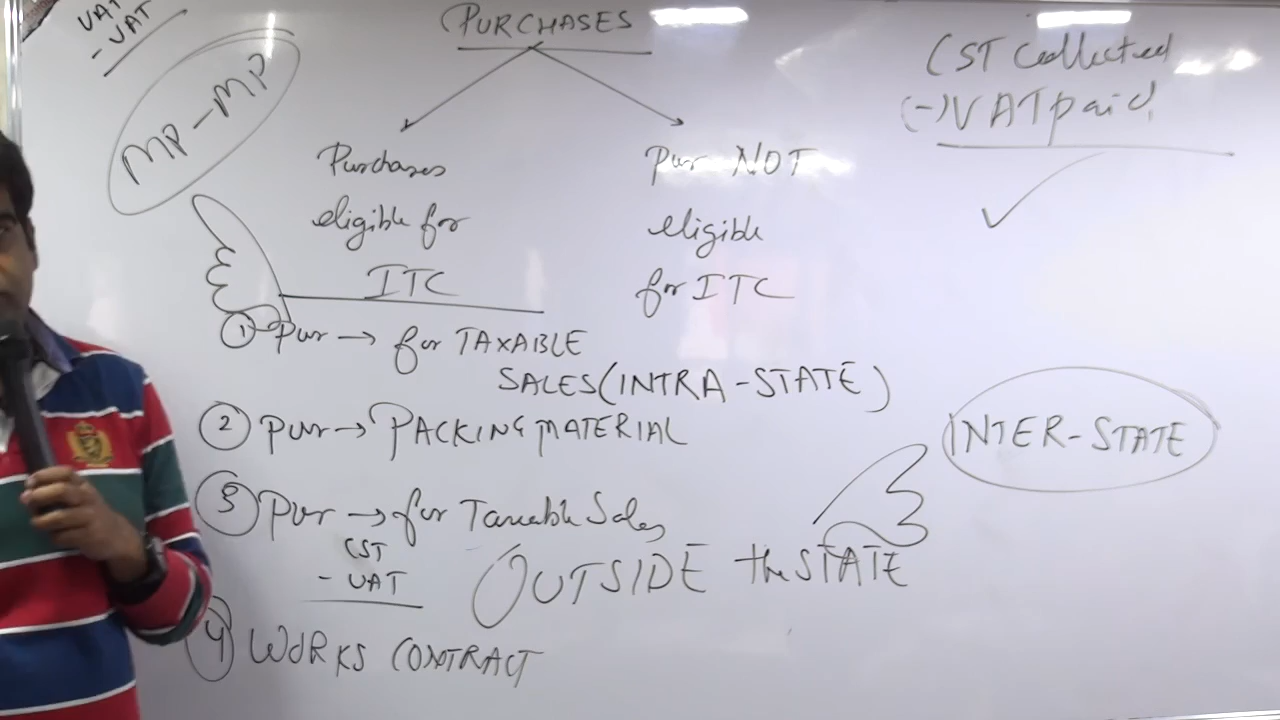 VAT
- VAT
MP - MP
PURCHASES
CST collected
(-) VAT paid
Purchases
eligible for
ITC
Pur NOT
eligible
for ITC
① Pur → for TAXABLE
SALES (INTRA-STATE)
② Pur → PACKING MATERIAL
INTER-STATE
③ Pur → for Taxable Sales
CST
- VAT
OUTSIDE the STATE
④ WORKS CONTRACT